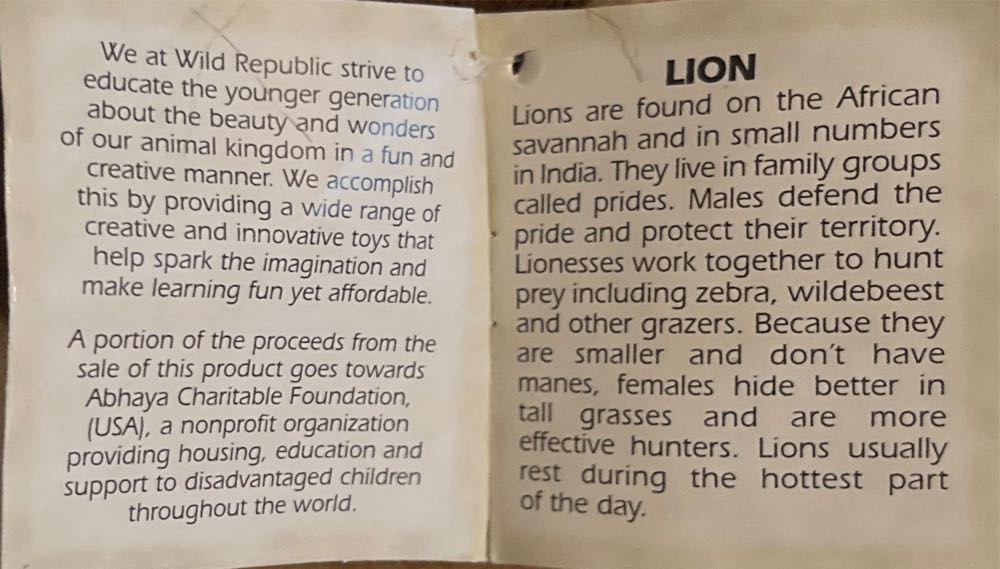 We at Wild Republic strive to
educate the younger generation
about the beauty and wonders
of our animal kingdom in a fun and
creative manner. We accomplish
this by providing a wide range of
creative and innovative toys that
help spark the imagination and
make learning fun yet affordable.
A portion of the proceeds from the
sale of this product goes towards
Abhaya Charitable Foundation,
(USA), a nonprofit organization
providing housing, education and
support to disadvantaged children
throughout the world.
LION
Lions are found on the African
savannah and in small numbers
in India. They live in family groups
called prides. Males defend the
pride and protect their territory.
Lionesses work together to hunt
prey including zebra, wildebeest
and other grazers. Because they
are smaller and don't have
manes, females hide better in
tall grasses and are more
effective hunters. Lions usually
rest during the hottest part
of the day.